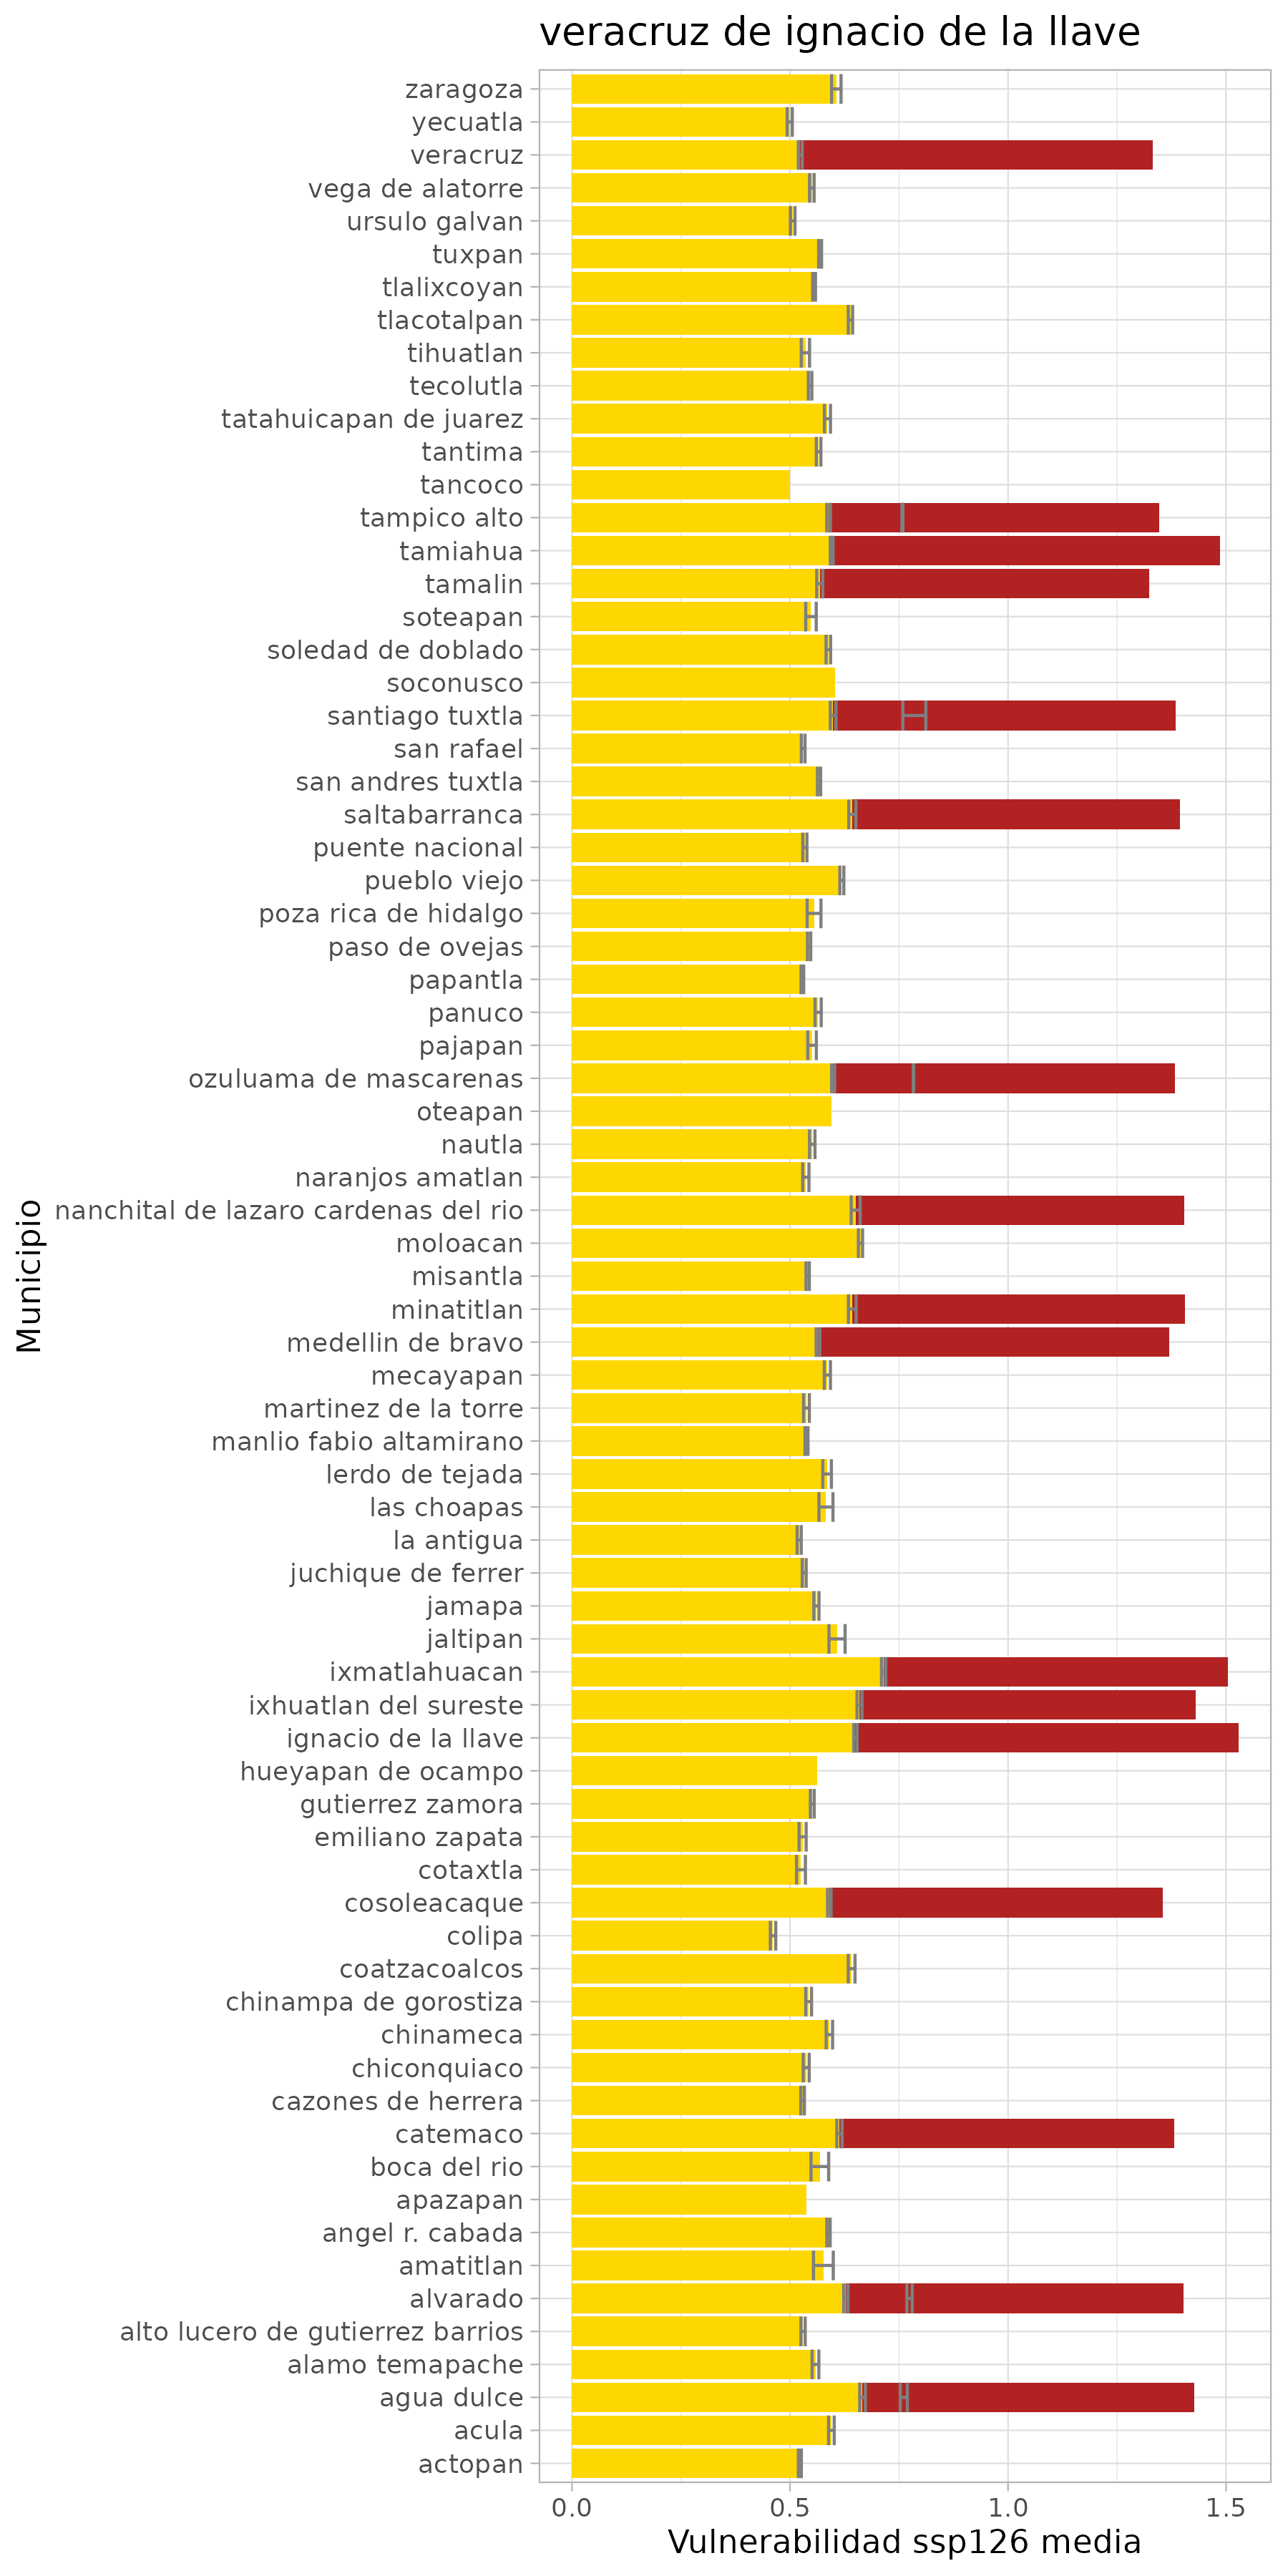 veracruz de ignacio de la llave
zaragoza
yecuatla
veracruz
vega de alatorre
ursulo galvan
tuxpan
tlalixcoyan
tlacotalpan
tihuatlan
tecolutla
tatahuicapan de juarez
tantima
tancoco
tampico alto
tamiahua
tamalin
soteapan
soledad de doblado
soconusco
santiago tuxtla
san rafael
san andres tuxtla
saltabarranca
puente nacional
pueblo viejo
poza rica de hidalgo
paso de ovejas
papantla
panuco
pajapan
ozuluama de mascarenas
oteapan
nautla
naranjos amatlan
nanchital de lazaro cardenas del rio
moloacan
misantla
minatitlan
medellin de bravo
mecayapan
martinez de la torre
manlio fabio altamirano
lerdo de tejada
las choapas
la antigua
juchique de ferrer
jamapa
jaltipan
ixmatlahuacan
ixhuatlan del sureste
ignacio de la llave
hueyapan de ocampo
gutierrez zamora
emiliano zapata
cotaxtla
cosoleacaque
colipa
coatzacoalcos
chinampa de gorostiza
chinameca
chiconquiaco
cazones de herrera
catemaco
boca del rio
apazapan
angel r. cabada
amatitlan
alvarado
alto lucero de gutierrez barrios
alamo temapache
agua dulce
acula
actopan
Municipio
0.0 0.5 1.0 1.5
Vulnerabilidad ssp126 media